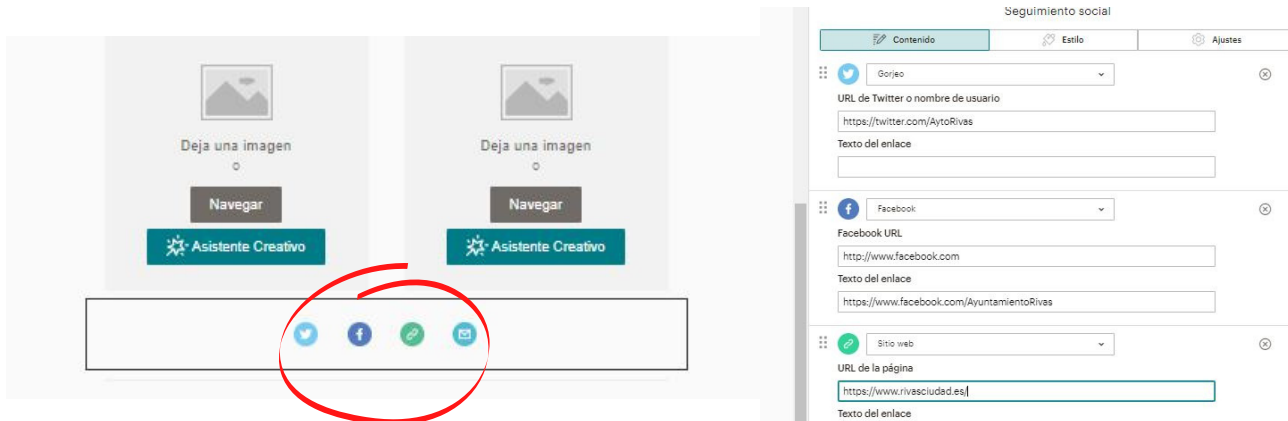 Deja una imagen
o
Navegar
Asistente Creativo
Deja una imagen
o
Navegar
Asistente Creativo
Seguimiento social
Contenido
Estilo
Ajustes
Gorjeo
URL de Twitter o nombre de usuario
https://twitter.com/AytoRivas
Texto del enlace
Facebook
Facebook URL
http://www.facebook.com
Texto del enlace
https://www.facebook.com/AyuntamientoRivas
Sitio web
URL de la página
https://www.rivasciudad.es/
Texto del enlace